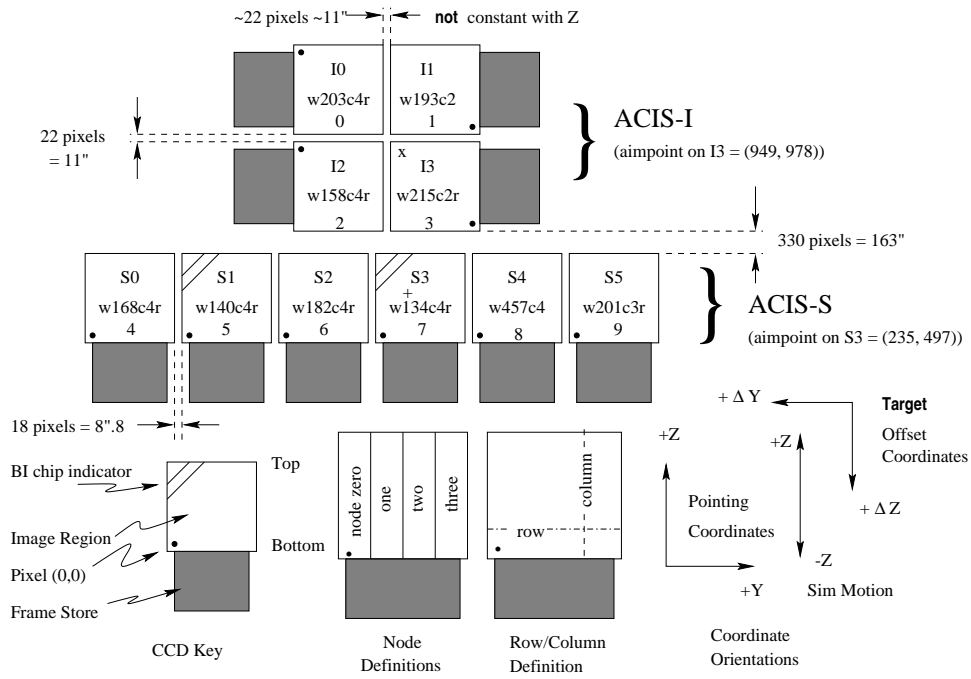 ~22 pixels ~11" not constant with Z
I0
w203c4r
0
I1
w193c2
1
22 pixels
= 11"
I2
w158c4r
2
x
I3
w215c2r
3
} ACIS-I
(aimpoint on I3 = (949, 978))
330 pixels = 163"
S0
w168c4r
4
S1
w140c4r
5
S2
w182c4r
6
S3
+
w134c4r
7
S4
w457c4
8
S5
w201c3r
9
} ACIS-S
(aimpoint on S3 = (235, 497))
18 pixels = 8".8
BI chip indicator
Image Region
Pixel (0,0)
Frame Store
Top
Bottom
CCD Key
node zero
one
two
three
Node
Definitions
row
column
Row/Column
Definition
+Z
Pointing
Coordinates
+Y
+ Δ Y
Target
Offset
Coordinates
+ Δ Z
+Z
-Z
Sim Motion
Coordinate
Orientations